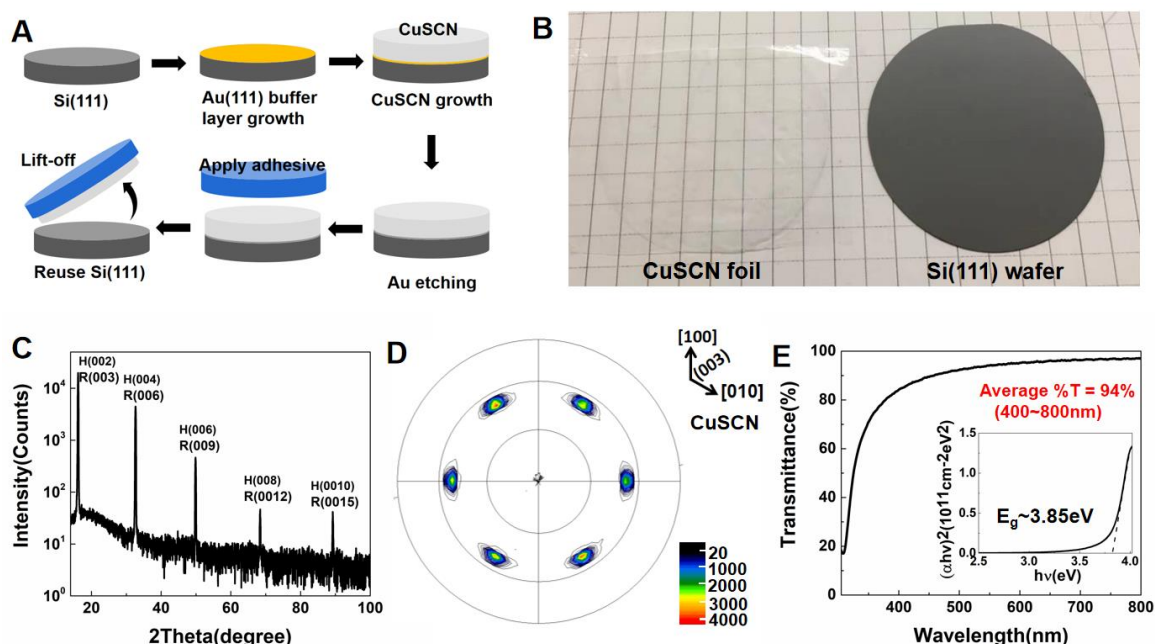 A
Si(111)
Au(111) buffer
layer growth
CuSCN
CuSCN growth
Lift-off
Apply adhesive
Reuse Si(111)
Au etching
B
CuSCN foil
Si(111) wafer
C
H(002)
R(003)
H(004)
R(006)
H(006)
R(009)
H(008)
R(0012)
H(0010)
R(0015)
Intensity(Counts)
10⁴
10³
10²
10¹
10⁰
20
40
60
80
100
2Theta(degree)
D
[100]
(003)
[010]
CuSCN
20
1000
2000
3000
4000
E
Transmittance(%)
100
80
60
40
20
0
400
500
600
700
800
Wavelength(nm)
Average %T = 94%
(400~800nm)
(αhν)²(10¹¹cm⁻²eV²)
1.5
1.0
0.5
0.0
2.5
3.0
3.5
4.0
hν(eV)
E₉~3.85eV